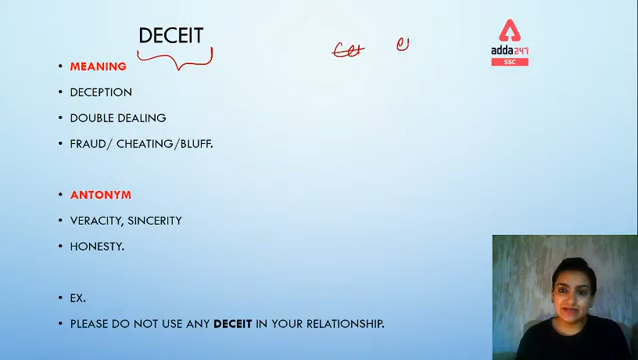 DECEIT
adda247
SSC
• MEANING
• DECEPTION
• DOUBLE DEALING
• FRAUD/ CHEATING/BLUFF.
• ANTONYM
• VERACITY, SINCERITY
• HONESTY.
• EX.
• PLEASE DO NOT USE ANY DECEIT IN YOUR RELATIONSHIP.